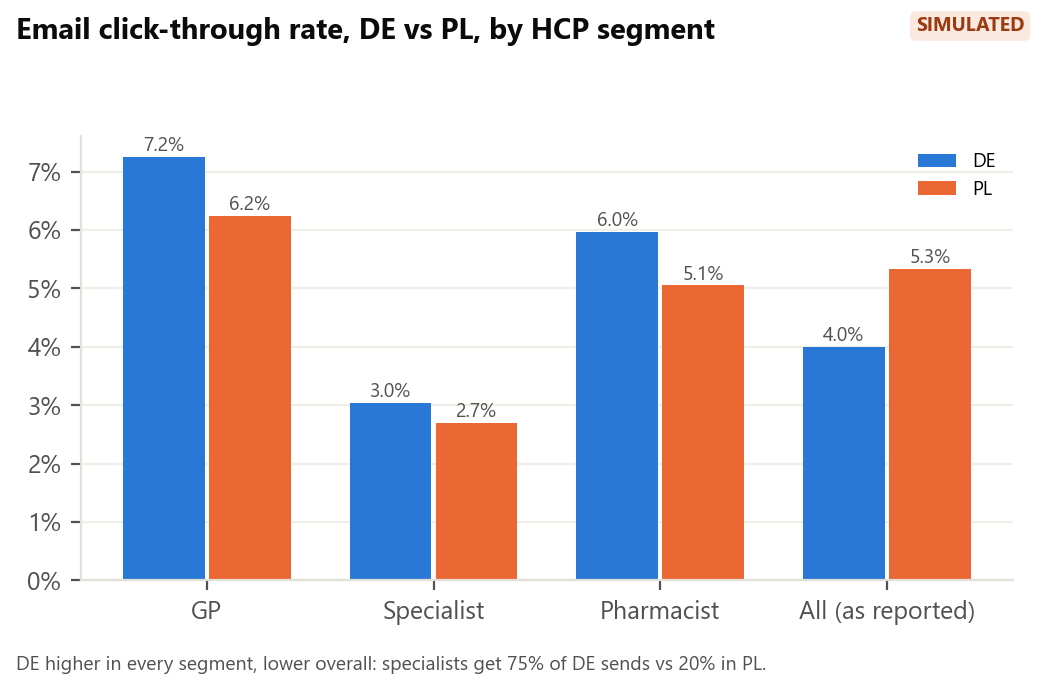 Email click-through rate, DE vs PL, by HCP segment
SIMULATED
DE
PL
7.2%
6.2%
3.0%
2.7%
6.0%
5.1%
4.0%
5.3%
7%
6%
5%
4%
3%
2%
1%
0%
GP
Specialist
Pharmacist
All (as reported)
DE higher in every segment, lower overall: specialists get 75% of DE sends vs 20% in PL.